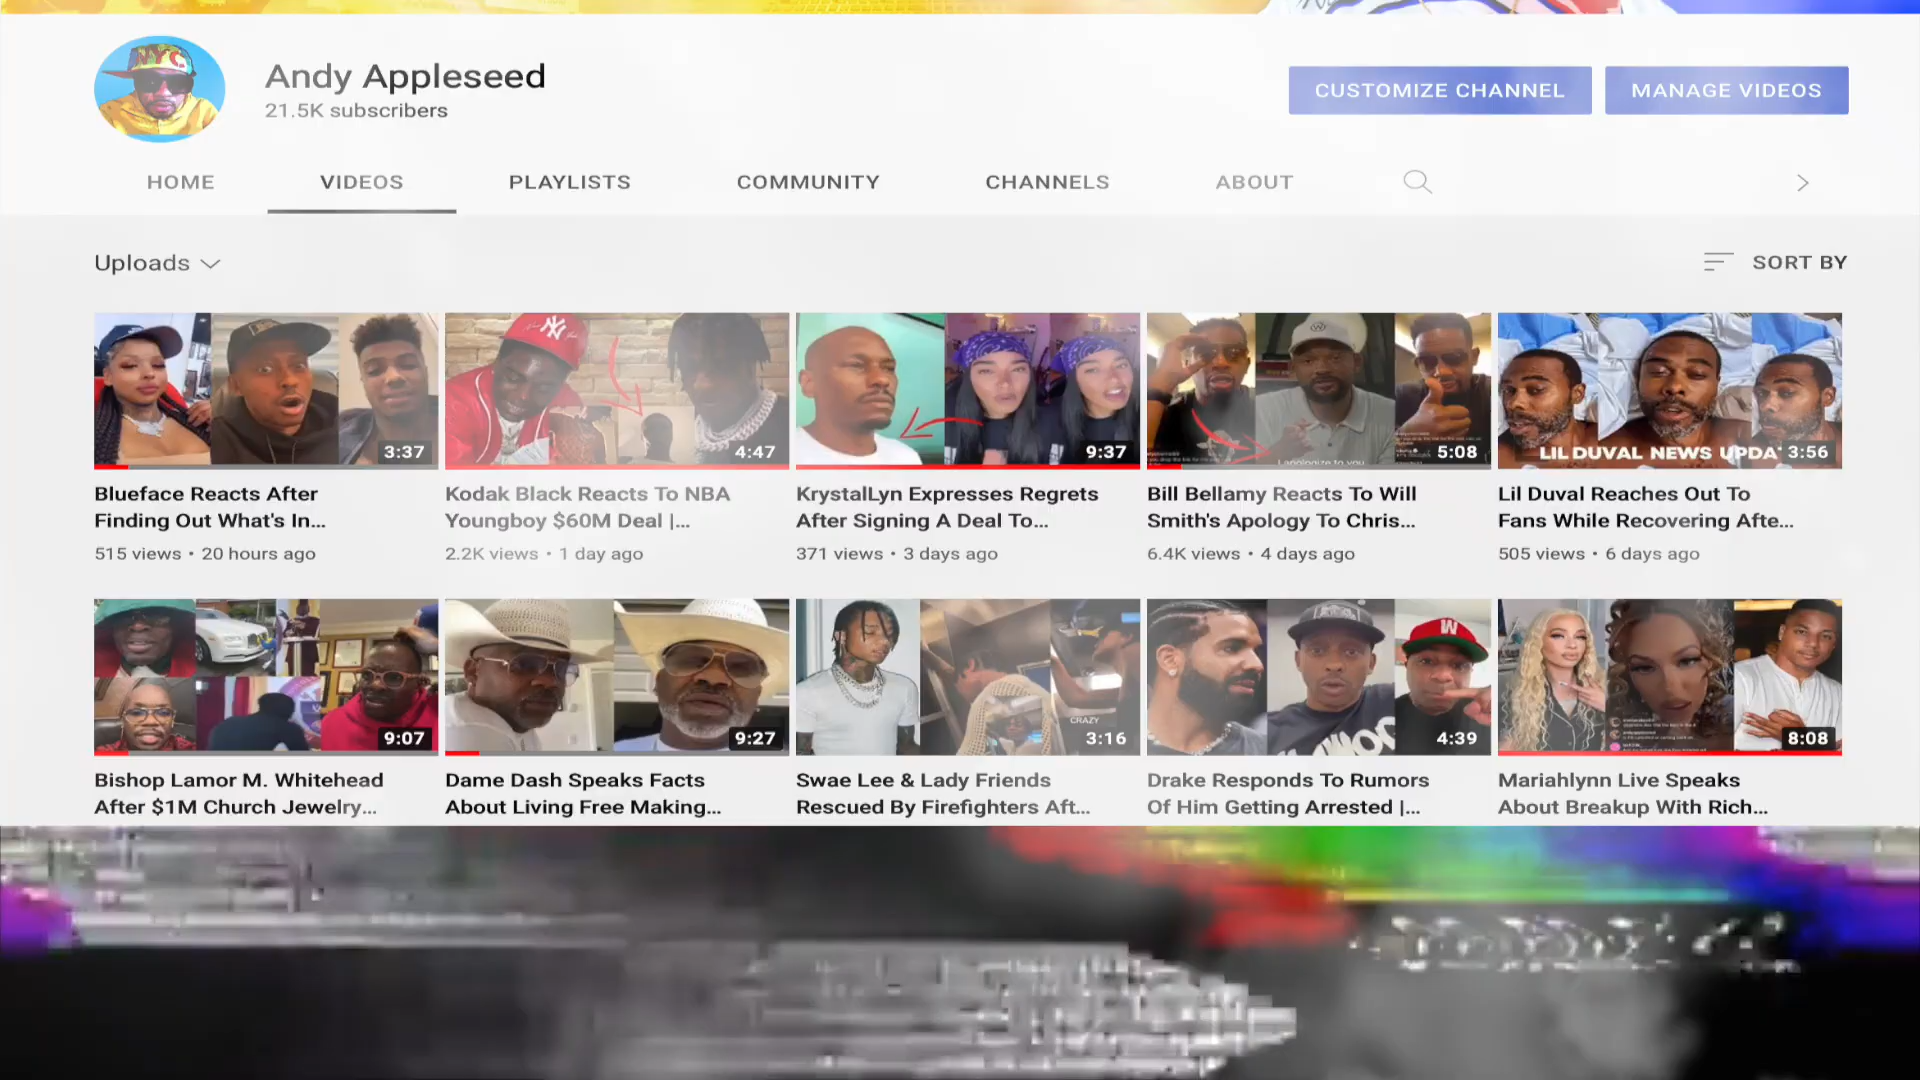 Andy Appleseed
21.5K subscribers
CUSTOMIZE CHANNEL
MANAGE VIDEOS
HOME
VIDEOS
PLAYLISTS
COMMUNITY
CHANNELS
ABOUT
Uploads
SORT BY
3:37
4:47
9:37
I apologize to you
5:08
LIL DUVAL NEWS UPDA
3:56
Blueface Reacts After
Finding Out What's In...
515 views • 20 hours ago
Kodak Black Reacts To NBA
Youngboy $60M Deal |...
2.2K views • 1 day ago
KrystalLyn Expresses Regrets
After Signing A Deal To...
371 views • 3 days ago
Bill Bellamy Reacts To Will
Smith's Apology To Chris...
6.4K views • 4 days ago
Lil Duval Reaches Out To
Fans While Recovering Afte...
505 views • 6 days ago
9:07
9:27
CRAZY
3:16
W
4:39
8:08
Bishop Lamor M. Whitehead
After $1M Church Jewelry...
Dame Dash Speaks Facts
About Living Free Making...
Swae Lee & Lady Friends
Rescued By Firefighters Aft...
Drake Responds To Rumors
Of Him Getting Arrested |...
Mariahlynn Live Speaks
About Breakup With Rich...